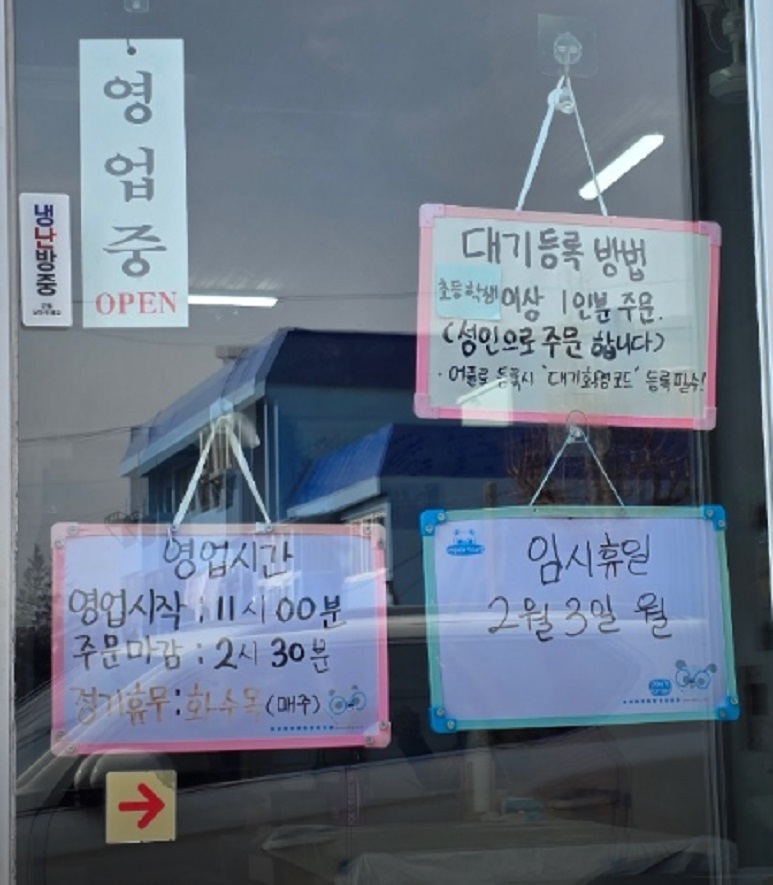 영업중
OPEN
냉난방중
대기등록 방법
초등학생이상 1인분 주문.
(성인으로 주문 합니다)
· 어플로 등록시 '대기확인코드' 등록필수!
영업시간
영업시작 : 11시 00분
주문마감 : 2시 30분
정기휴무 : 화수목(매주)
임시휴일
2월 3일 월